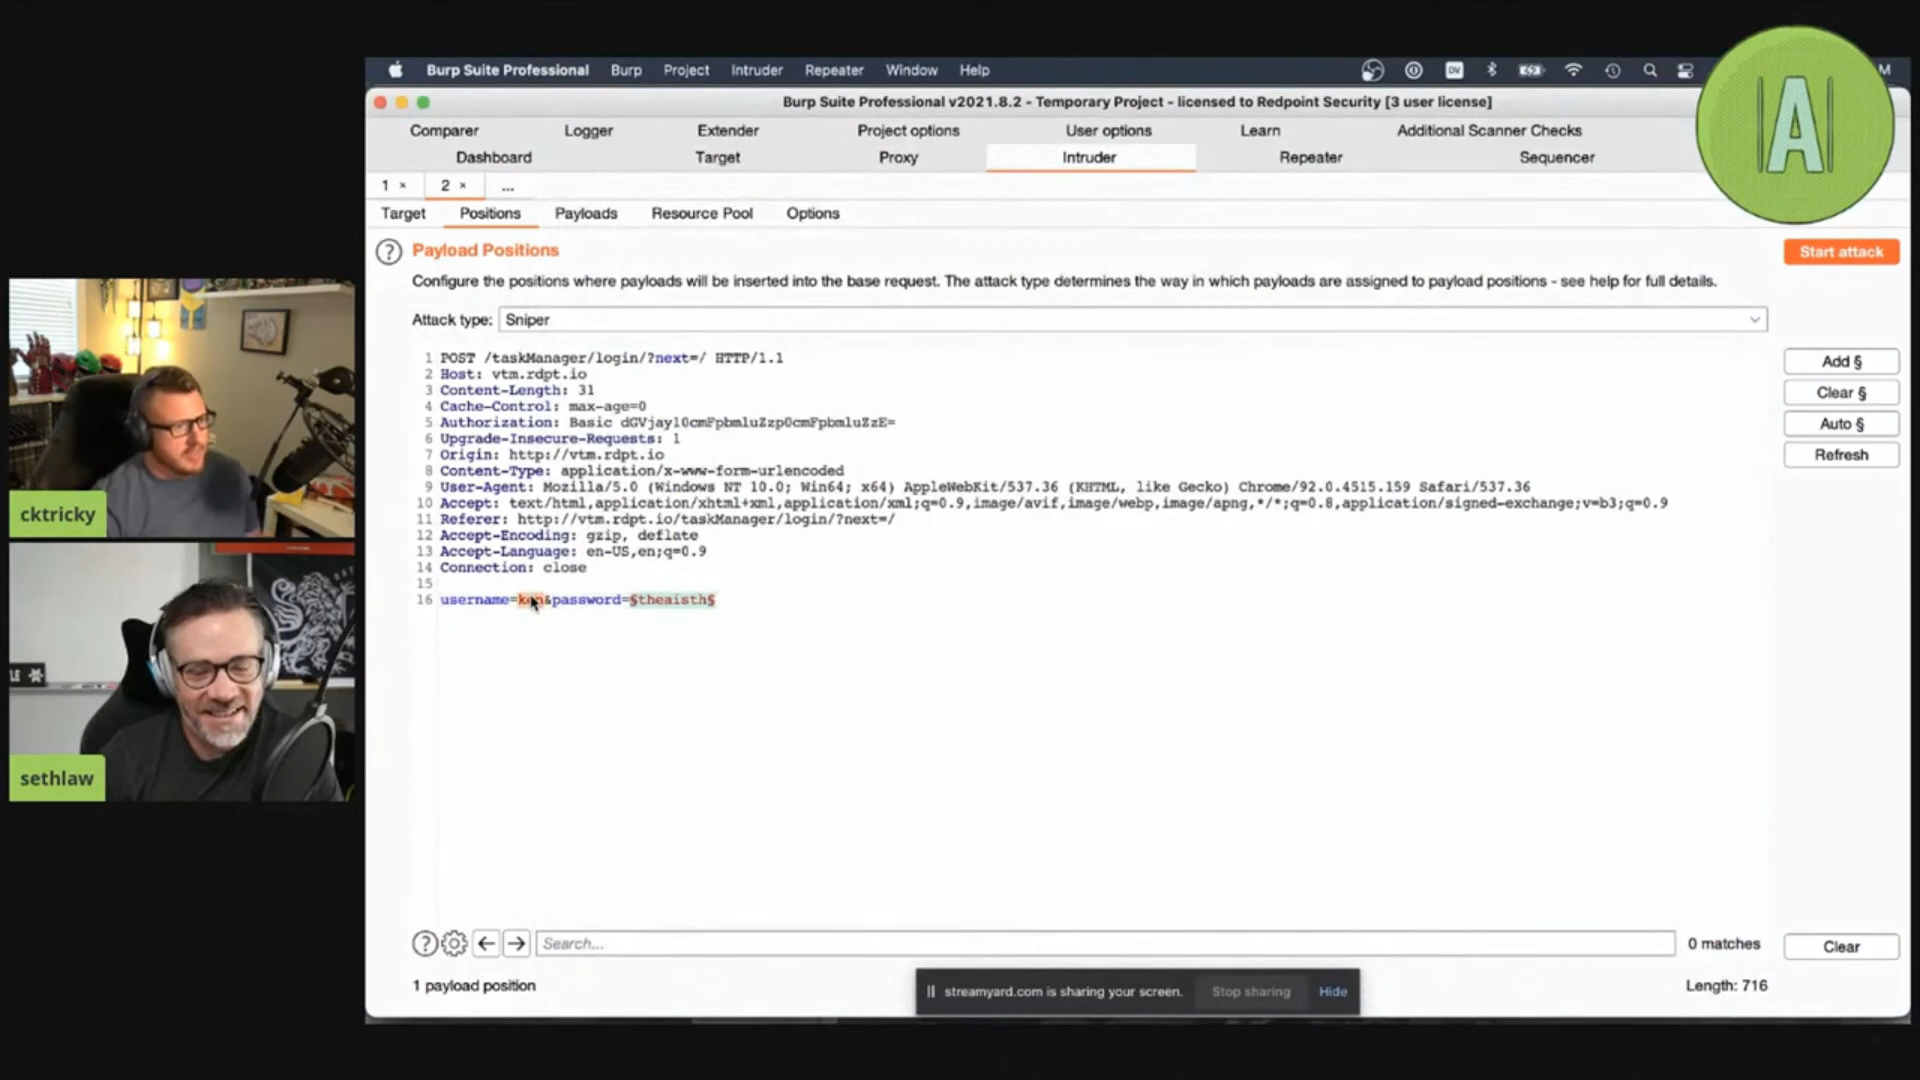 Burp Suite Professional Burp Project Intruder Repeater Window Help
Burp Suite Professional v2021.8.2 - Temporary Project - licensed to Redpoint Security [3 user license]
Comparer Logger Extender Project options User options Learn Additional Scanner Checks
Dashboard Target Proxy Intruder Repeater Sequencer
1 × 2 × ...
Target Positions Payloads Resource Pool Options
? Payload Positions
Start attack
Configure the positions where payloads will be inserted into the base request. The attack type determines the way in which payloads are assigned to payload positions - see help for full details.
Attack type: Sniper
1 POST /taskManager/login/?next=/ HTTP/1.1
2 Host: vtm.rdpt.io
3 Content-Length: 31
4 Cache-Control: max-age=0
5 Authorization: Basic dGVjay10cmFpbmluZzp0cmFpbmluZzE=
6 Upgrade-Insecure-Requests: 1
7 Origin: http://vtm.rdpt.io
8 Content-Type: application/x-www-form-urlencoded
9 User-Agent: Mozilla/5.0 (Windows NT 10.0; Win64; x64) AppleWebKit/537.36 (KHTML, like Gecko) Chrome/92.0.4515.159 Safari/537.36
10 Accept: text/html,application/xhtml+xml,application/xml;q=0.9,image/avif,image/webp,image/apng,*/*;q=0.8,application/signed-exchange;v=b3;q=0.9
11 Referer: http://vtm.rdpt.io/taskManager/login/?next=/
12 Accept-Encoding: gzip, deflate
13 Accept-Language: en-US,en;q=0.9
14 Connection: close
15
16 username=ken&password=§theaisth§
Add §
Clear §
Auto §
Refresh
A
cktricky
sethlaw
? Search... 0 matches
Clear
1 payload position
Length: 716
streamyard.com is sharing your screen. Stop sharing Hide